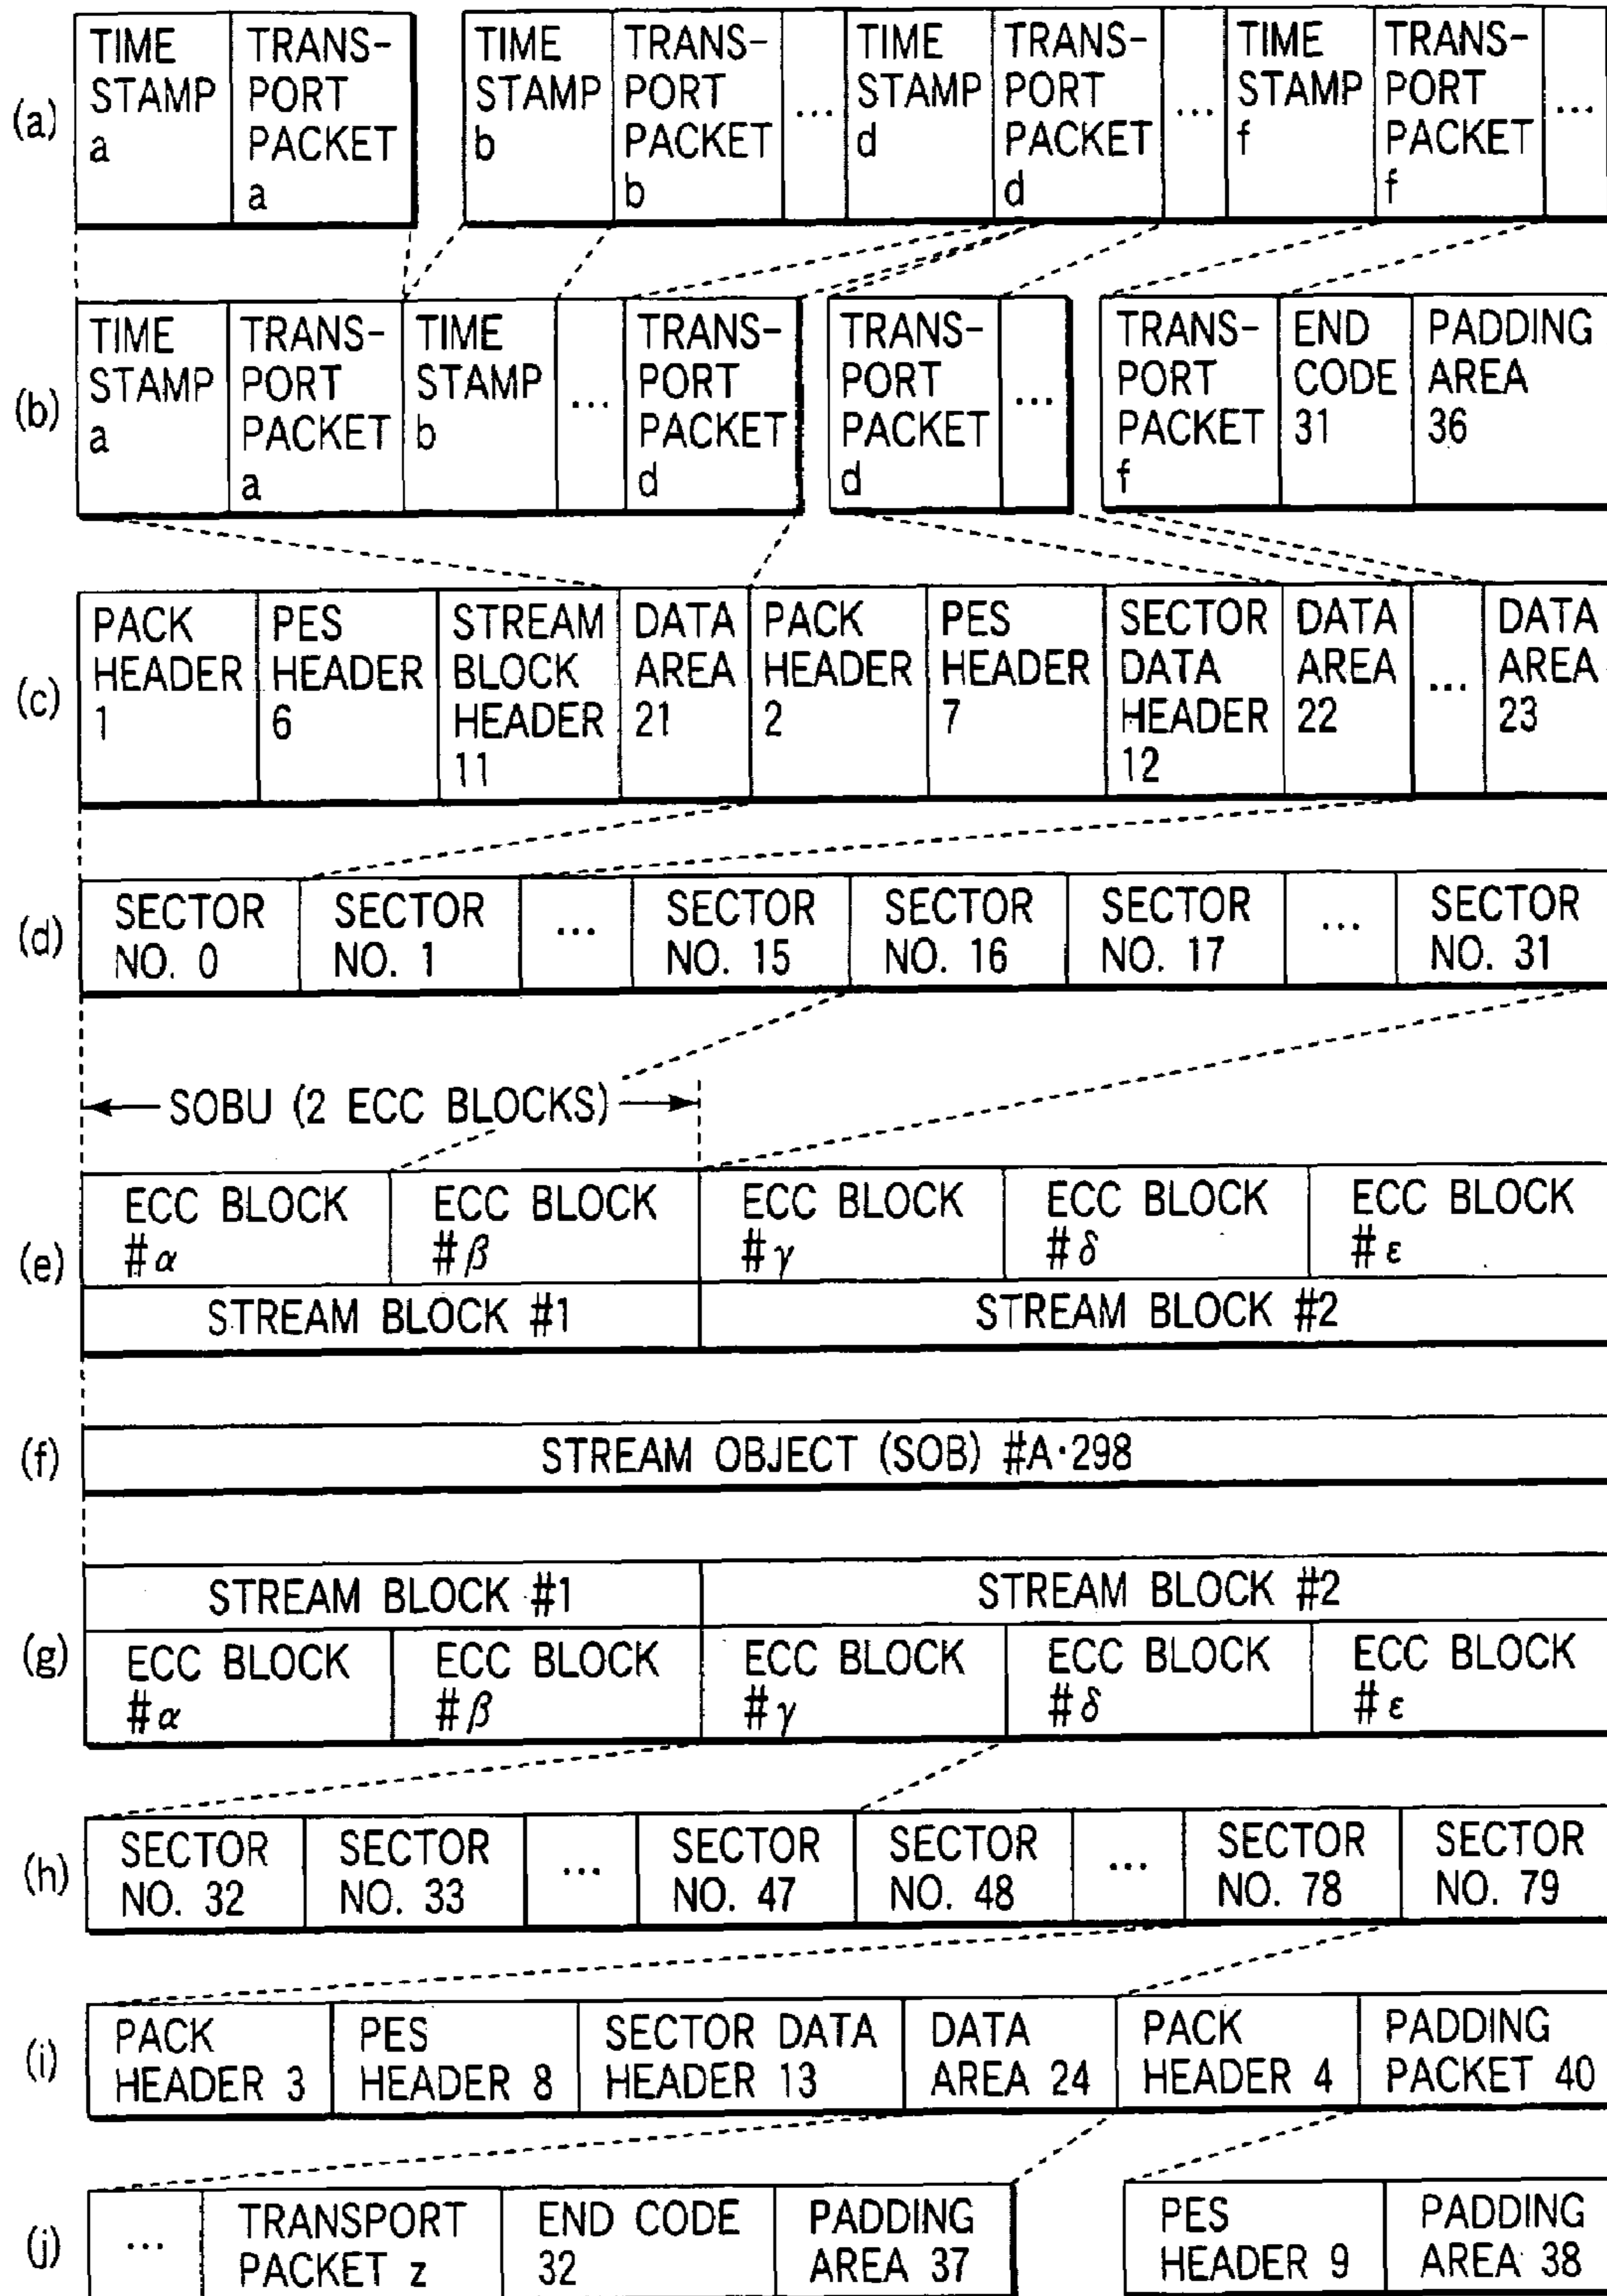 (a)
TIME
STAMP
a
TRANS-
PORT
PACKET
a
TIME
STAMP
b
TRANS-
PORT
PACKET
b
...
TIME
STAMP
d
TRANS-
PORT
PACKET
d
...
TIME
STAMP
f
TRANS-
PORT
PACKET
f
...
(b)
TIME
STAMP
a
TRANS-
PORT
PACKET
a
TIME
STAMP
b
...
TRANS-
PORT
PACKET
d
TRANS-
PORT
PACKET
d
...
TRANS-
PORT
PACKET
f
END
CODE
31
PADDING
AREA
36
(c)
PACK
HEADER
1
PES
HEADER
6
STREAM
BLOCK
HEADER
11
DATA
AREA
21
PACK
HEADER
2
PES
HEADER
7
SECTOR
DATA
HEADER
12
DATA
AREA
22
...
DATA
AREA
23
(d)
SECTOR
NO. 0
SECTOR
NO. 1
...
SECTOR
NO. 15
SECTOR
NO. 16
SECTOR
NO. 17
...
SECTOR
NO. 31
SOBU (2 ECC BLOCKS)
(e)
ECC BLOCK
#α
ECC BLOCK
#β
ECC BLOCK
#γ
ECC BLOCK
#δ
ECC BLOCK
#ε
STREAM BLOCK #1
STREAM BLOCK #2
(f)
STREAM OBJECT (SOB) #A·298
(g)
STREAM BLOCK #1
STREAM BLOCK #2
ECC BLOCK
#α
ECC BLOCK
#β
ECC BLOCK
#γ
ECC BLOCK
#δ
ECC BLOCK
#ε
(h)
SECTOR
NO. 32
SECTOR
NO. 33
...
SECTOR
NO. 47
SECTOR
NO. 48
...
SECTOR
NO. 78
SECTOR
NO. 79
(i)
PACK
HEADER 3
PES
HEADER 8
SECTOR DATA
HEADER 13
DATA
AREA 24
PACK
HEADER 4
PADDING
PACKET 40
(j)
...
TRANSPORT
PACKET z
END CODE
32
PADDING
AREA 37
PES
HEADER 9
PADDING
AREA 38